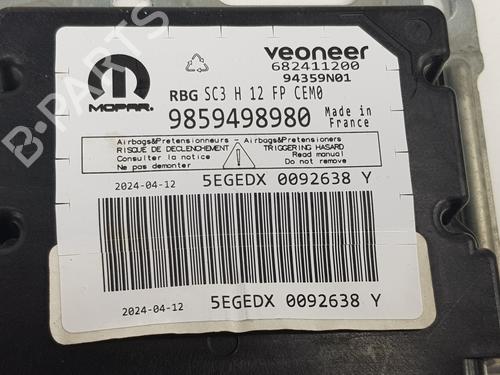 B-PARTS
MOPAR.
veoneer
682411200
94359N01
RBG SC3 H 12 FP CEM0
9859498980
Made in
France
Airbags&Pretensionneurs - Airbags&Pretensioners
RISQUE DE DECLENCHEMENT
Consulter la notice
Ne pas demonter
TRIGGERING HASARD
Read manual
Do not remove
2024-04-12
5EGEDX 0092638 Y
2024-04-12
5EGEDX 0092638 Y